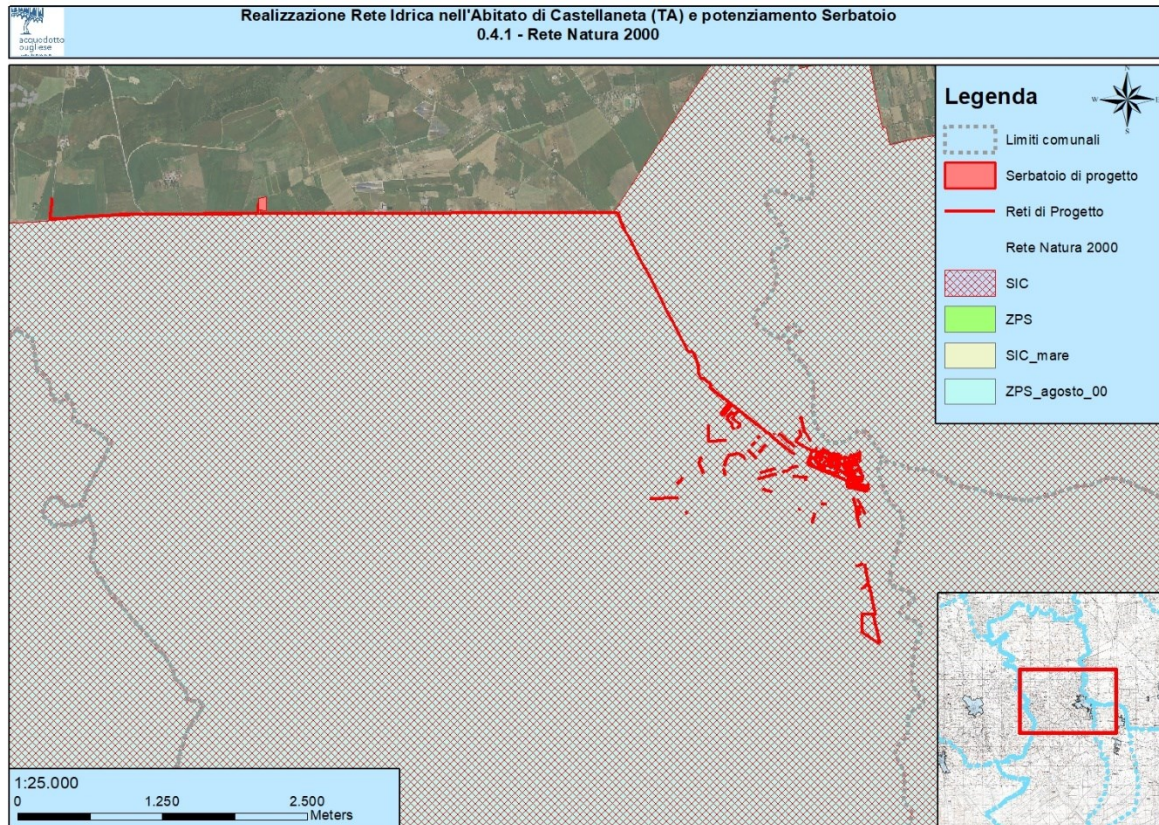 Realizzazione Rete Idrica nell'Abitato di Castellaneta (TA) e potenziamento Serbatoio
0.4.1 - Rete Natura 2000
acquedotto
pugliese
Legenda
N
W E
S
Limiti comunali
Serbatoio di progetto
Reti di Progetto
Rete Natura 2000
SIC
ZPS
SIC_mare
ZPS_agosto_00
1:25.000
0 1.250 2.500
Meters